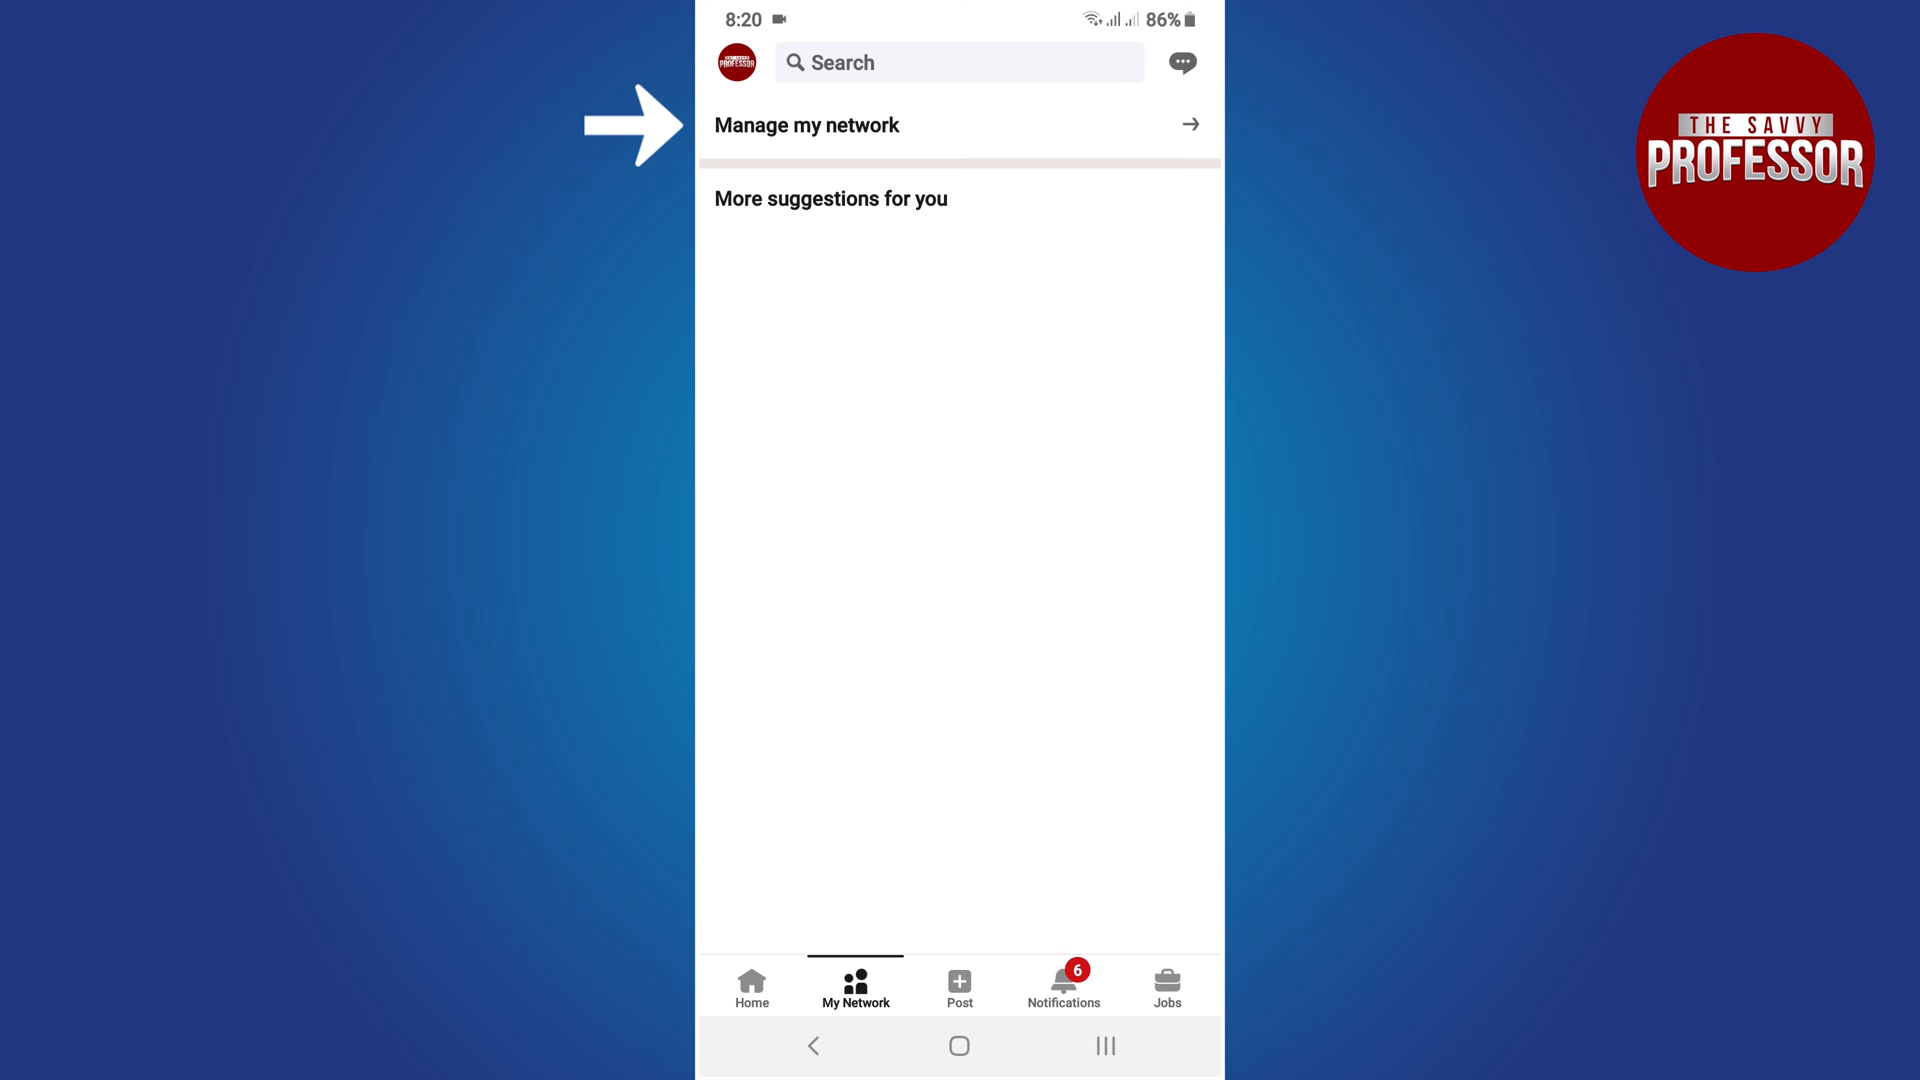 8:20
86%
PROFESSOR
Search
Manage my network
More suggestions for you
THE SAVVY
PROFESSOR
6
Home
My Network
Post
Notifications
Jobs